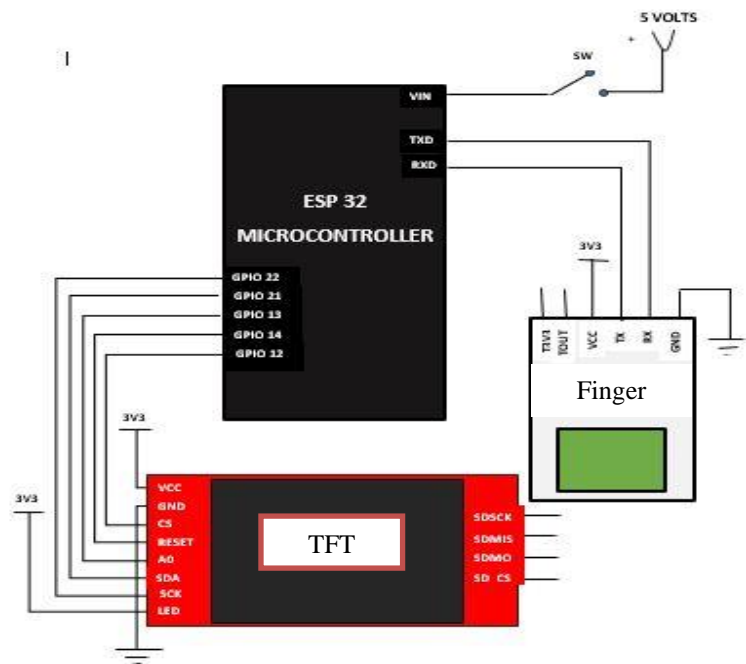 5 VOLTS
+
SW
I
VIN
TXD
RXD
ESP 32
MICROCONTROLLER
GPIO 22
GPIO 21
GPIO 13
GPIO 14
GPIO 12
3V3
T3V3
TOUT
VCC
TX
RX
GND
Finger
3V3
3V3
VCC
GND
CS
RESET
A0
SDA
SCK
LED
TFT
SDSCK
SDMIS
SDMO
SD CS